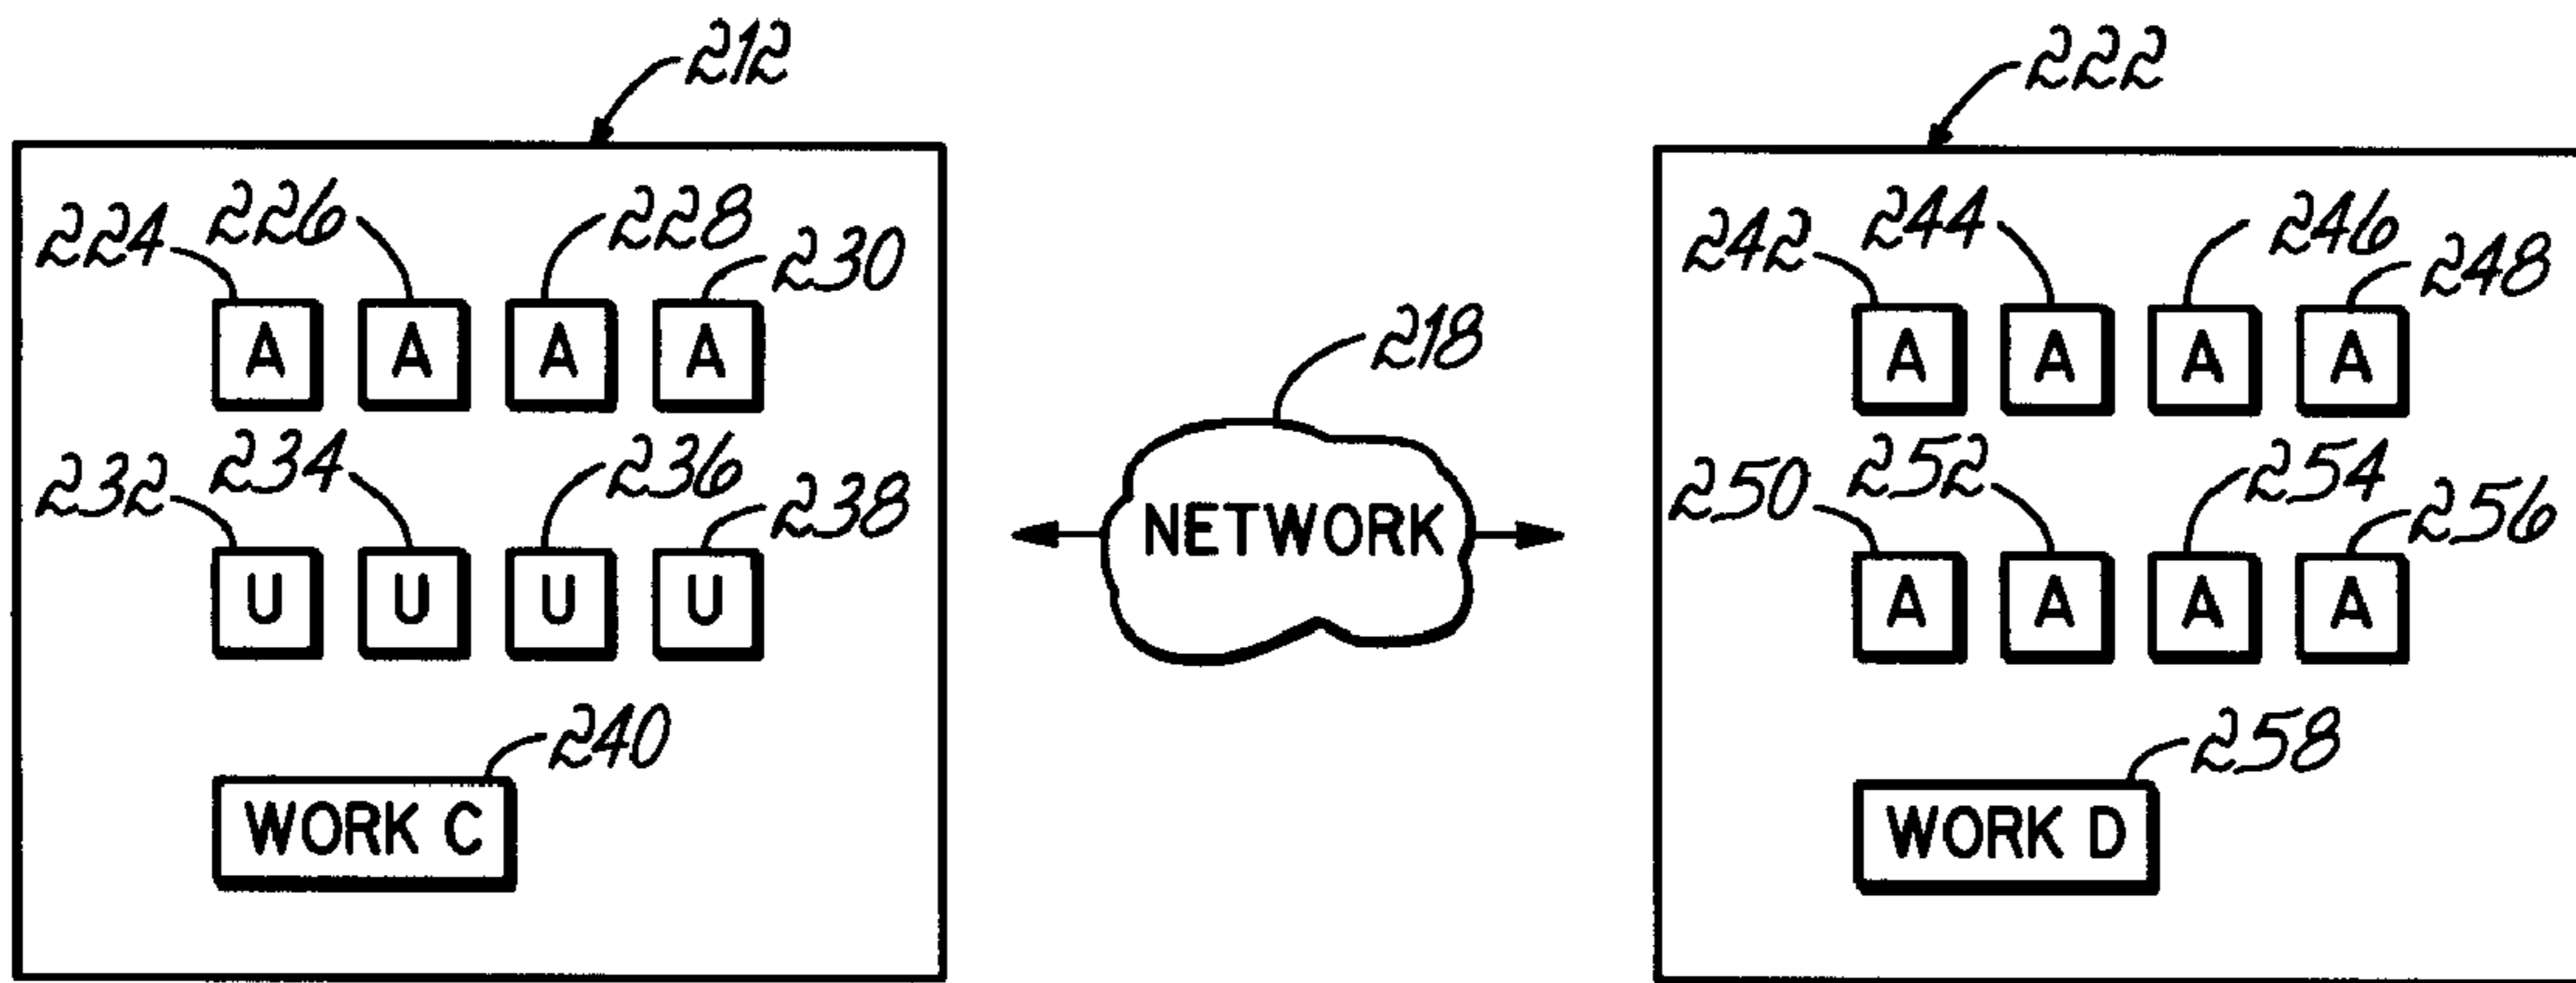 212 222
224 226 228 230 242 244 246 248
A A A A A A A A
218
232 234 236 238 NETWORK 250 252 254 256
U U U U A A A A
240 258
WORK C WORK D